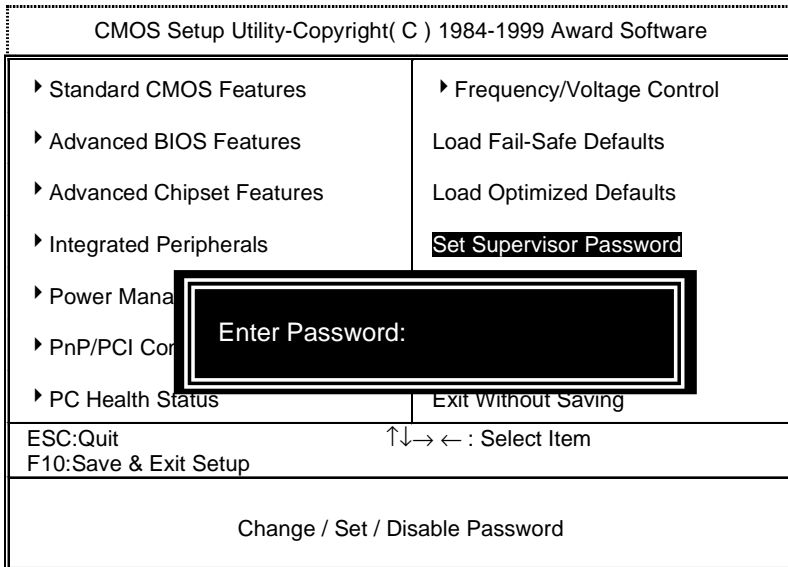 CMOS Setup Utility-Copyright( C ) 1984-1999 Award Software
Standard CMOS Features
Advanced BIOS Features
Advanced Chipset Features
Integrated Peripherals
Power Mana
PnP/PCI Cor
PC Health Status
Frequency/Voltage Control
Load Fail-Safe Defaults
Load Optimized Defaults
Set Supervisor Password
Exit Without Saving
Enter Password:
ESC:Quit ↑↓→ ← : Select Item
F10:Save & Exit Setup
Change / Set / Disable Password